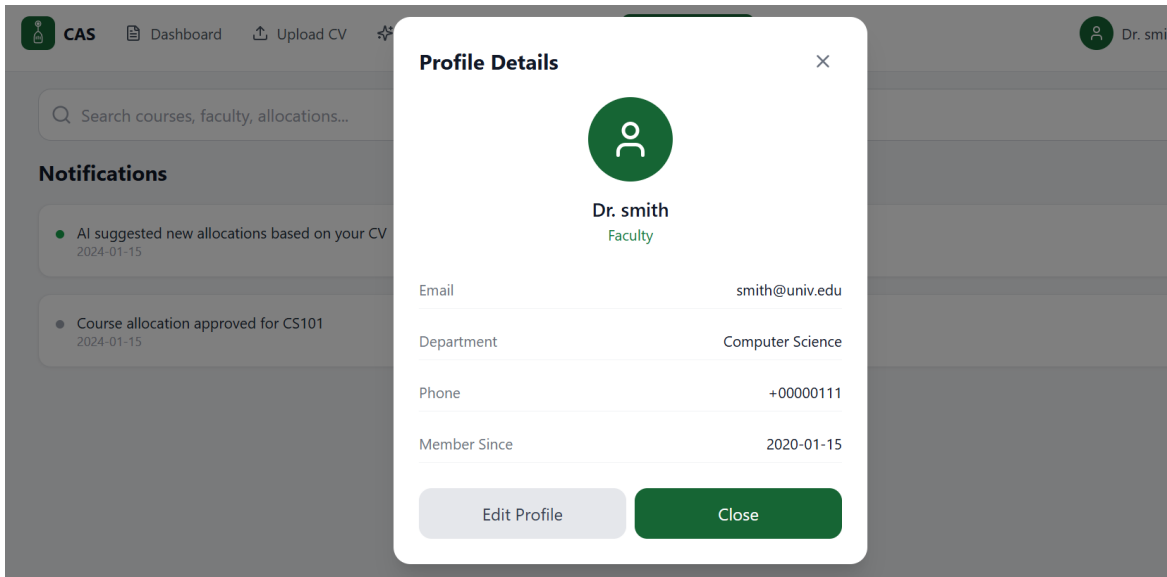 CAS
Dashboard
Upload CV
Dr. smi
Search courses, faculty, allocations...
Notifications
AI suggested new allocations based on your CV
2024-01-15
Course allocation approved for CS101
2024-01-15
Profile Details
Dr. smith
Faculty
Email smith@univ.edu
Department Computer Science
Phone +00000111
Member Since 2020-01-15
Edit Profile Close